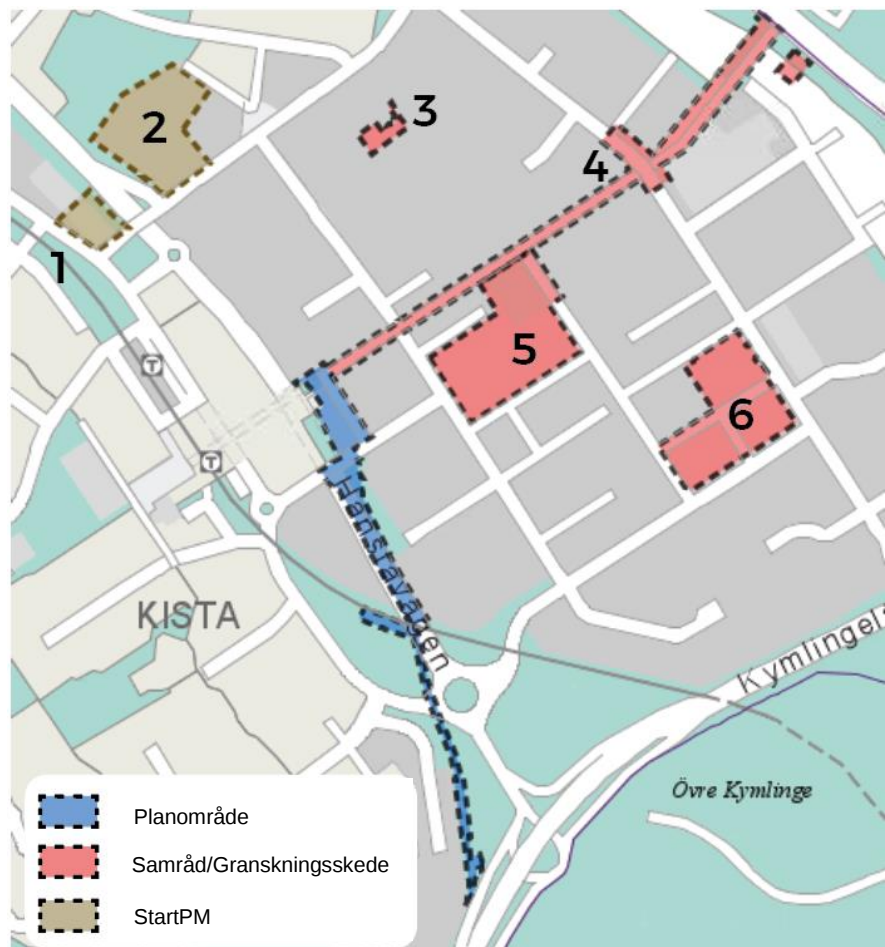 2
3
4
1
T
5
6
T
Hanstavägen
KISTA
Kymlingel
Övre Kymlinge
Planområde
Samråd/Granskningsskede
StartPM